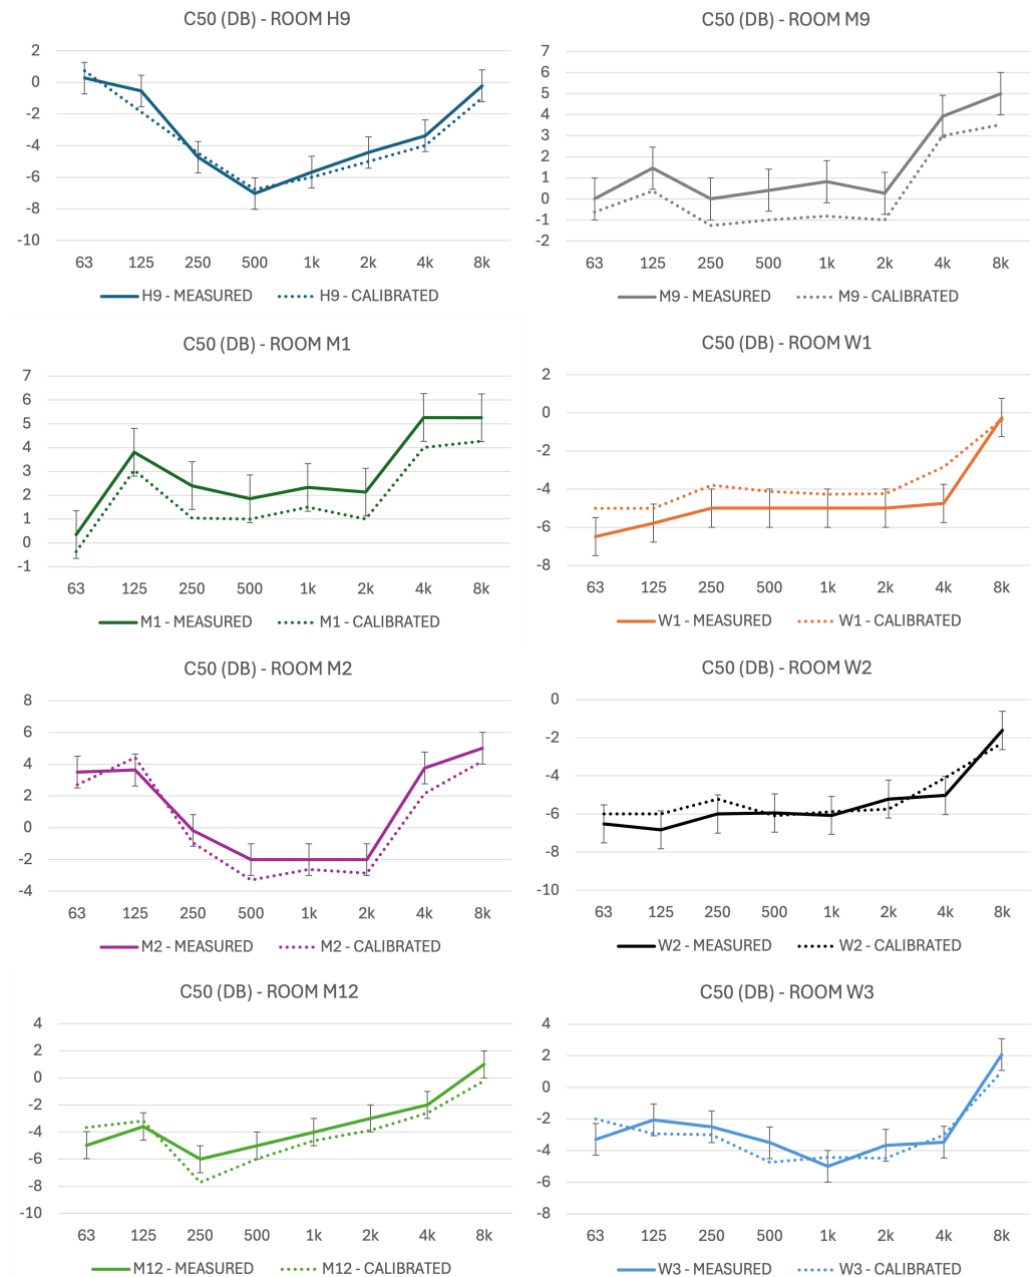 C50 (DB) - ROOM H9
2
0
-2
-4
-6
-8
-10
63 125 250 500 1k 2k 4k 8k
H9 - MEASURED H9 - CALIBRATED
C50 (DB) - ROOM M9
7
6
5
4
3
2
1
0
-1
-2
63 125 250 500 1k 2k 4k 8k
M9 - MEASURED M9 - CALIBRATED
C50 (DB) - ROOM M1
7
6
5
4
3
2
1
0
-1
63 125 250 500 1k 2k 4k 8k
M1 - MEASURED M1 - CALIBRATED
C50 (DB) - ROOM W1
2
0
-2
-4
-6
-8
63 125 250 500 1k 2k 4k 8k
W1 - MEASURED W1 - CALIBRATED
C50 (DB) - ROOM M2
8
6
4
2
0
-2
-4
63 125 250 500 1k 2k 4k 8k
M2 - MEASURED M2 - CALIBRATED
C50 (DB) - ROOM W2
0
-2
-4
-6
-8
-10
63 125 250 500 1k 2k 4k 8k
W2 - MEASURED W2 - CALIBRATED
C50 (DB) - ROOM M12
4
2
0
-2
-4
-6
-8
-10
63 125 250 500 1k 2k 4k 8k
M12 - MEASURED M12 - CALIBRATED
C50 (DB) - ROOM W3
4
2
0
-2
-4
-6
-8
63 125 250 500 1k 2k 4k 8k
W3 - MEASURED W3 - CALIBRATED